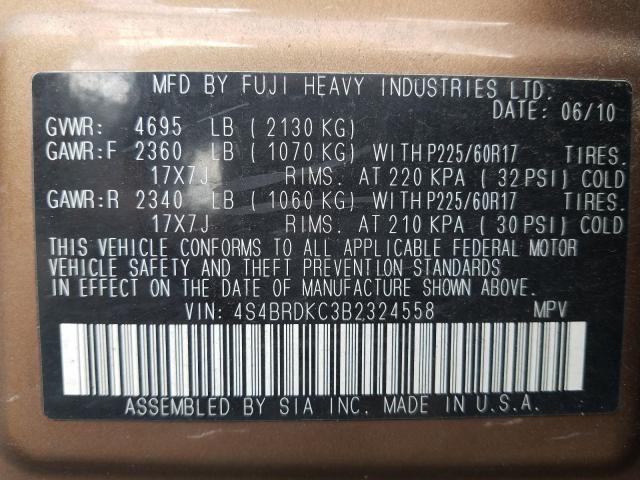 MFD BY FUJI HEAVY INDUSTRIES LTD.
DATE: 06/10
GVWR: 4695 LB ( 2130 KG)
GAWR:F 2360 LB ( 1070 KG) WITH P225/60R17 TIRES.
17X7J RIMS. AT 220 KPA ( 32 PSI) COLD
GAWR:R 2340 LB ( 1060 KG) WITH P225/60R17 TIRES.
17X7J RIMS. AT 210 KPA ( 30 PSI) COLD
THIS VEHICLE CONFORMS TO ALL APPLICABLE FEDERAL MOTOR
VEHICLE SAFETY AND THEFT PREVENTION STANDARDS
IN EFFECT ON THE DATE OF MANUFACTURE SHOWN ABOVE.
VIN: 4S4BRDKC3B2324558 MPV
ASSEMBLED BY SIA INC. MADE IN U.S.A.